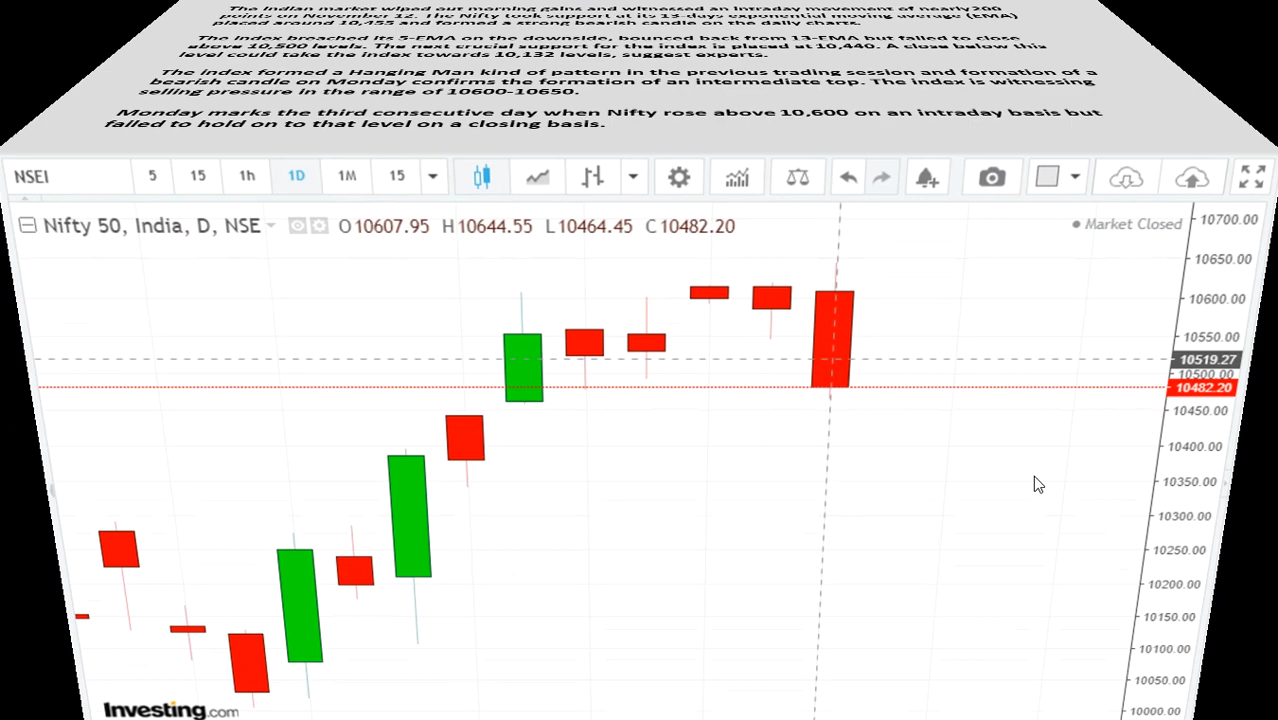 The Indian market wiped out morning gains and witnessed an intraday movement of nearly 200
points on November 12. The Nifty took support at its 13-days exponential moving average (EMA)
placed around 10,455 and formed a strong bearish candle on the daily charts.
The index breached its 5-EMA on the downside, bounced back from 13-EMA but failed to close
above 10,500 levels. The next crucial support for the index is placed at 10,440. A close below this
level could take the index towards 10,132 levels, suggest experts.
The index formed a Hanging Man kind of pattern in the previous trading session and formation of a
bearish candle on Monday confirms the formation of an intermediate top. The index is witnessing
selling pressure in the range of 10600-10650.
Monday marks the third consecutive day when Nifty rose above 10,600 on an intraday basis but
failed to hold on to that level on a closing basis.
NSEI 5 15 1h 1D 1M 15
Nifty 50, India, D, NSE O10607.95 H10644.55 L10464.45 C10482.20 Market Closed
10700.00
10650.00
10600.00
10550.00
10519.27
10500.00
10482.20
10450.00
10400.00
10350.00
10300.00
10250.00
10200.00
10150.00
10100.00
10050.00
10000.00
Investing.com